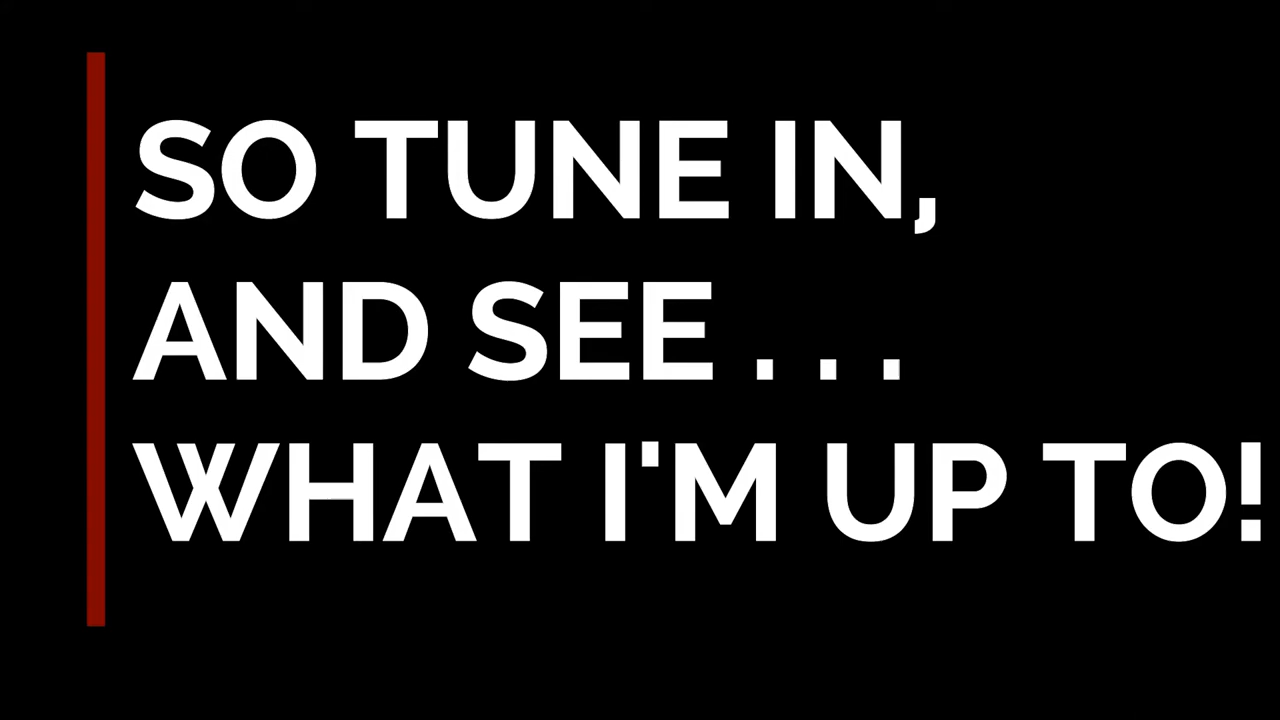 SO TUNE IN,
AND SEE . . .
WHAT I'M UP TO!